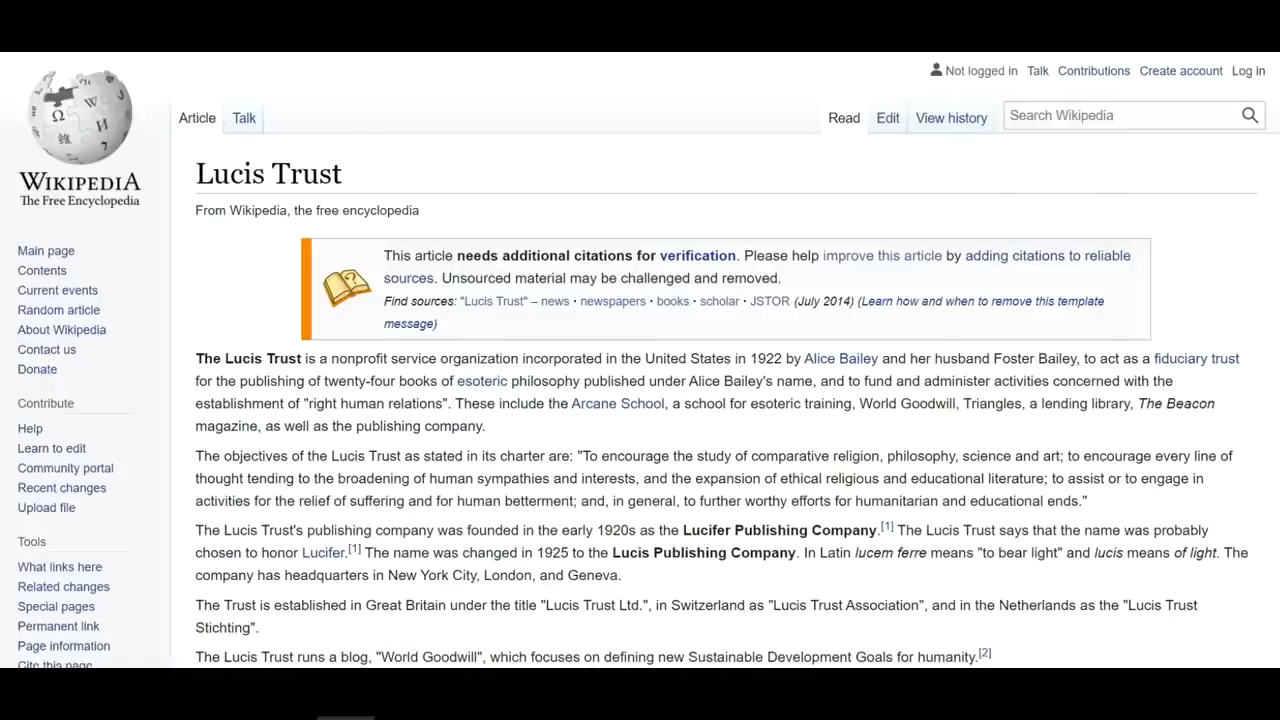 Not logged in Talk Contributions Create account Log in
Article Talk Read Edit View history Search Wikipedia
WIKIPEDIA
The Free Encyclopedia
Main page
Contents
Current events
Random article
About Wikipedia
Contact us
Donate
Contribute
Help
Learn to edit
Community portal
Recent changes
Upload file
Tools
What links here
Related changes
Special pages
Permanent link
Page information
Cite this page
Lucis Trust
From Wikipedia, the free encyclopedia
This article needs additional citations for verification. Please help improve this article by adding citations to reliable
sources. Unsourced material may be challenged and removed.
Find sources: "Lucis Trust" – news · newspapers · books · scholar · JSTOR (July 2014) (Learn how and when to remove this template
message)
The Lucis Trust is a nonprofit service organization incorporated in the United States in 1922 by Alice Bailey and her husband Foster Bailey, to act as a fiduciary trust
for the publishing of twenty-four books of esoteric philosophy published under Alice Bailey's name, and to fund and administer activities concerned with the
establishment of "right human relations". These include the Arcane School, a school for esoteric training, World Goodwill, Triangles, a lending library, The Beacon
magazine, as well as the publishing company.
The objectives of the Lucis Trust as stated in its charter are: "To encourage the study of comparative religion, philosophy, science and art; to encourage every line of
thought tending to the broadening of human sympathies and interests, and the expansion of ethical religious and educational literature; to assist or to engage in
activities for the relief of suffering and for human betterment; and, in general, to further worthy efforts for humanitarian and educational ends."
The Lucis Trust's publishing company was founded in the early 1920s as the Lucifer Publishing Company.[1] The Lucis Trust says that the name was probably
chosen to honor Lucifer.[1] The name was changed in 1925 to the Lucis Publishing Company. In Latin lucem ferre means "to bear light" and lucis means of light. The
company has headquarters in New York City, London, and Geneva.
The Trust is established in Great Britain under the title "Lucis Trust Ltd.", in Switzerland as "Lucis Trust Association", and in the Netherlands as the "Lucis Trust
Stichting".
The Lucis Trust runs a blog, "World Goodwill", which focuses on defining new Sustainable Development Goals for humanity.[2]